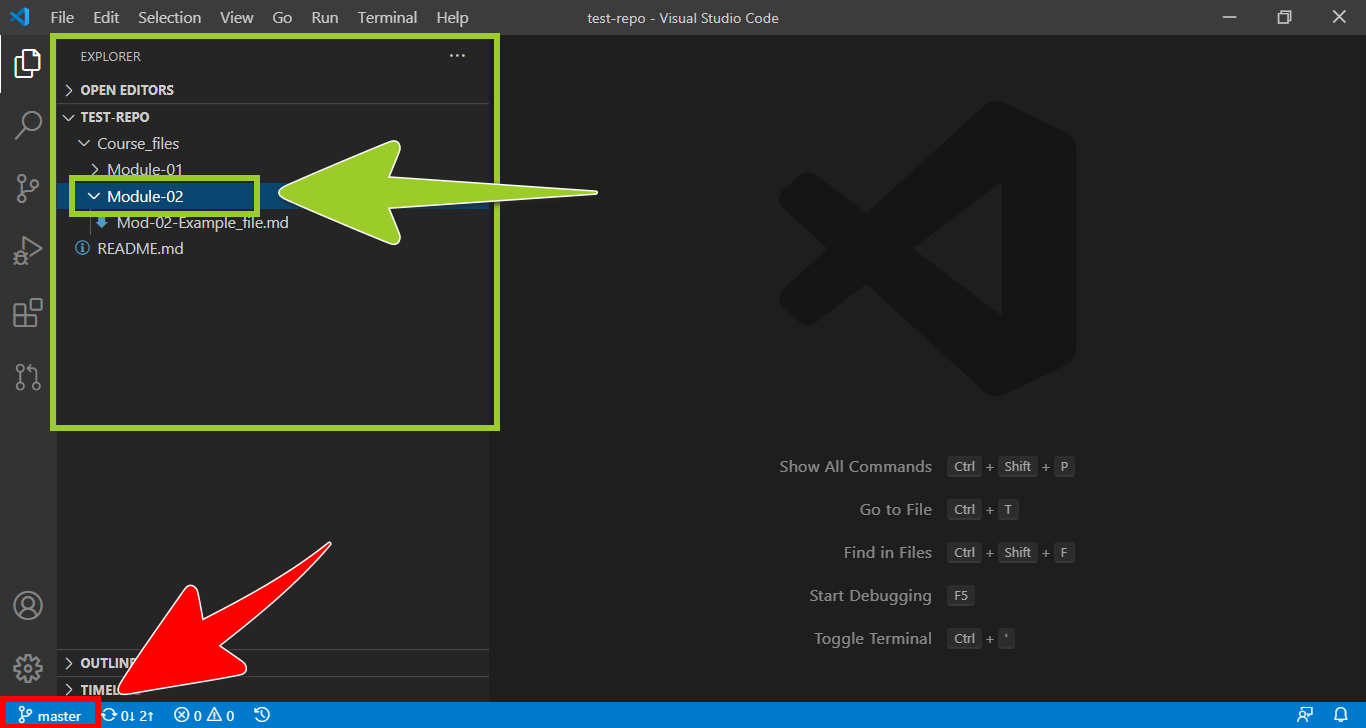 File Edit Selection View Go Run Terminal Help
test-repo - Visual Studio Code
EXPLORER
OPEN EDITORS
TEST-REPO
Course_files
Module-01
Module-02
Mod-02-Example_file.md
README.md
Show All Commands Ctrl + Shift + P
Go to File Ctrl + T
Find in Files Ctrl + Shift + F
Start Debugging F5
Toggle Terminal Ctrl + '
OUTLINE
master 0↓ 2↑ 0 0